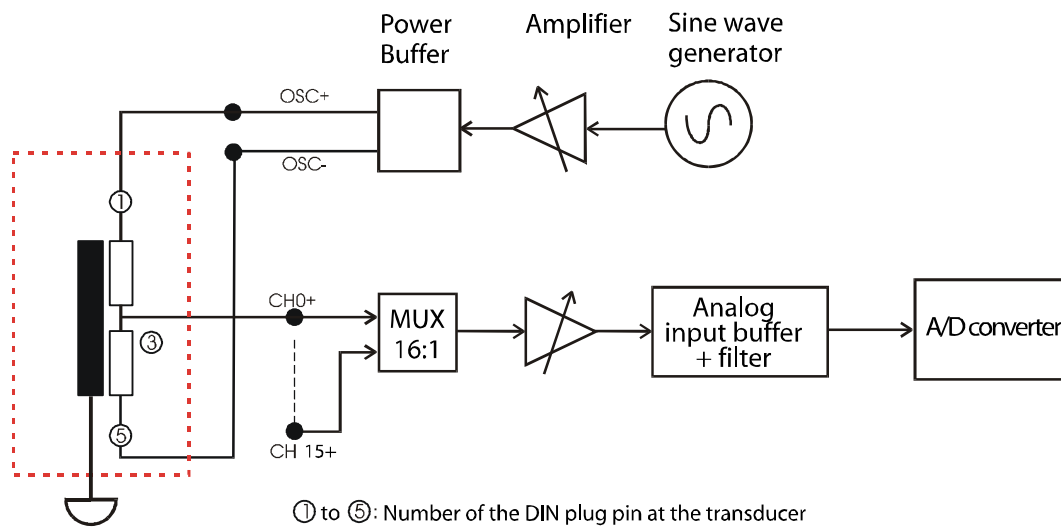 Power
Buffer
Amplifier
Sine wave
generator
OSC+
OSC-
①
CH0+
MUX
16:1
Analog
input buffer
+ filter
A/D converter
③
⑤
CH 15+
① to ⑤: Number of the DIN plug pin at the transducer